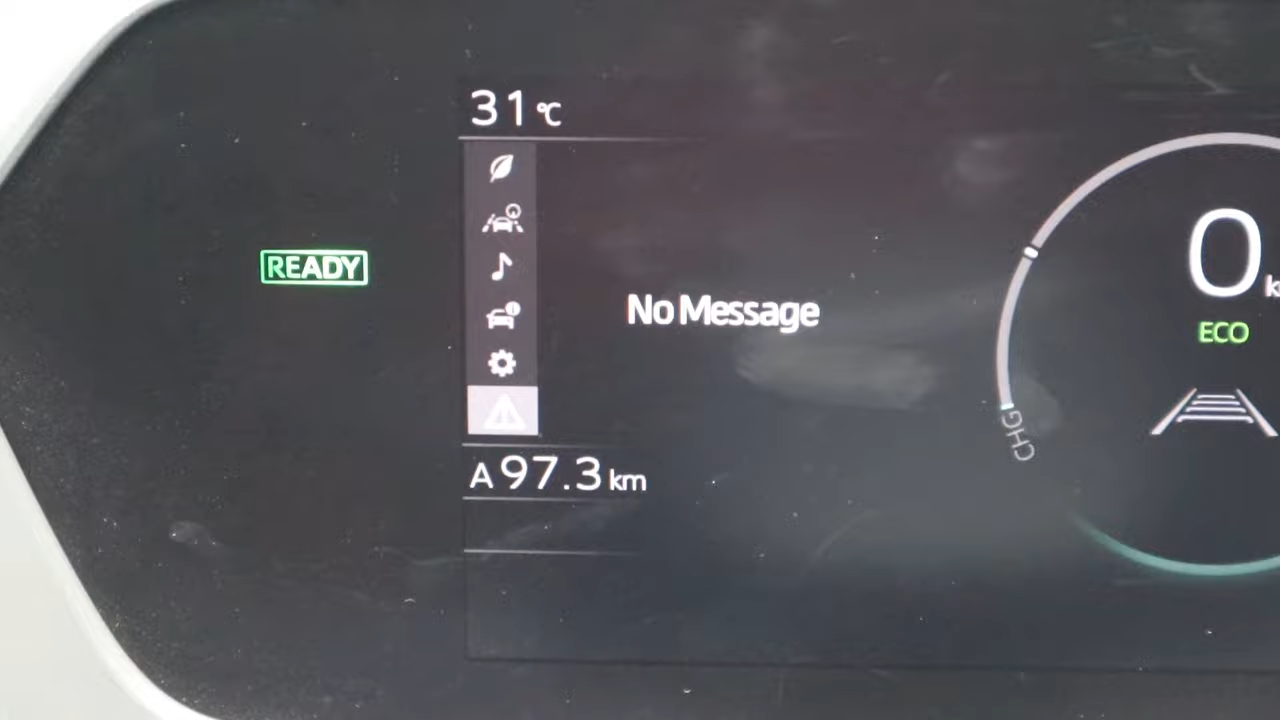 31℃
READY
No Message
0
ECO
CHG
A 97.3 km